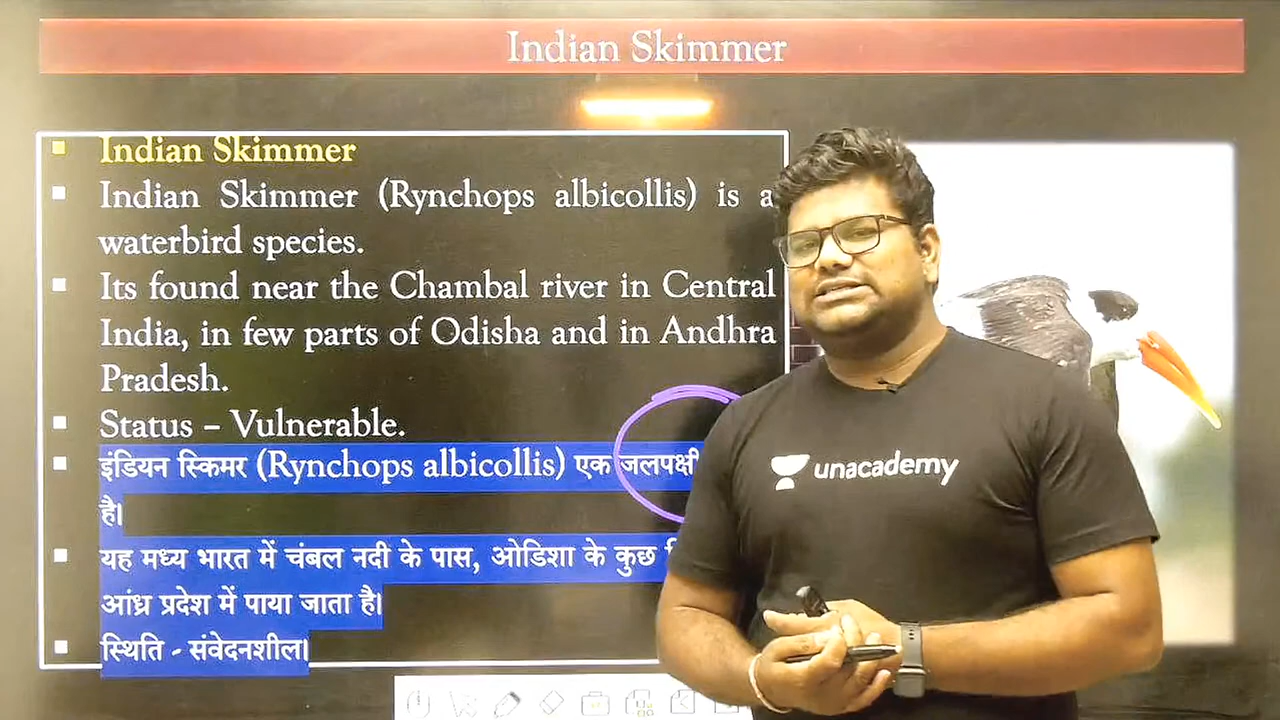 Indian Skimmer
Indian Skimmer
Indian Skimmer (Rynchops albicollis) is a
waterbird species.
Its found near the Chambal river in Central
India, in few parts of Odisha and in Andhra
Pradesh.
Status – Vulnerable.
इंडियन स्किमर (Rynchops albicollis) एक जलपक्षी
है।
यह मध्य भारत में चंबल नदी के पास, ओडिशा के कुछ
आंध्र प्रदेश में पाया जाता है।
स्थिति - संवेदनशील।
unacademy